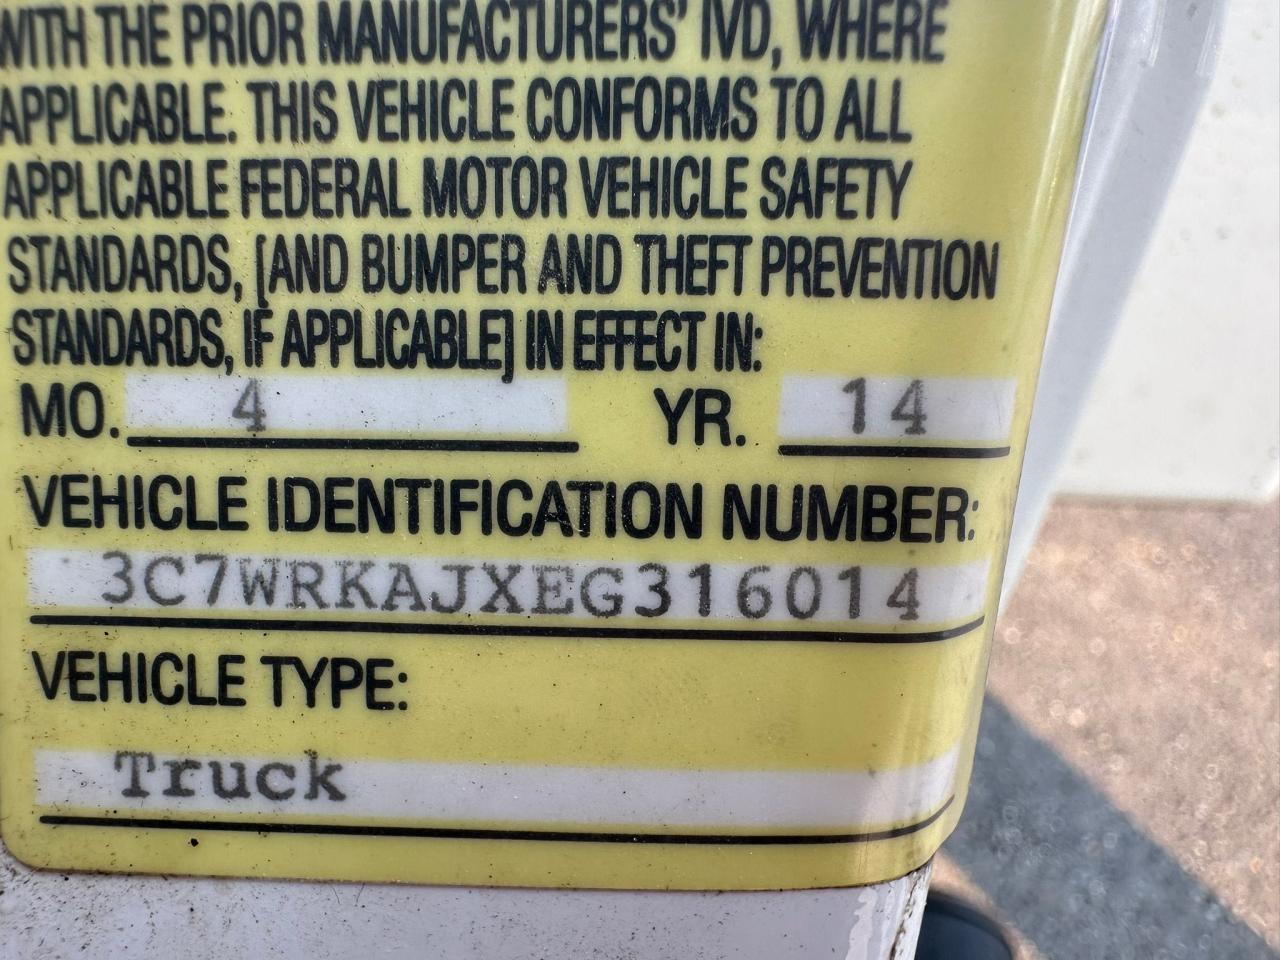 WITH THE PRIOR MANUFACTURERS' IVD, WHERE
APPLICABLE. THIS VEHICLE CONFORMS TO ALL
APPLICABLE FEDERAL MOTOR VEHICLE SAFETY
STANDARDS, [AND BUMPER AND THEFT PREVENTION
STANDARDS, IF APPLICABLE] IN EFFECT IN:
MO. 4 YR. 14
VEHICLE IDENTIFICATION NUMBER:
3C7WRKAJXEG316014
VEHICLE TYPE:
Truck